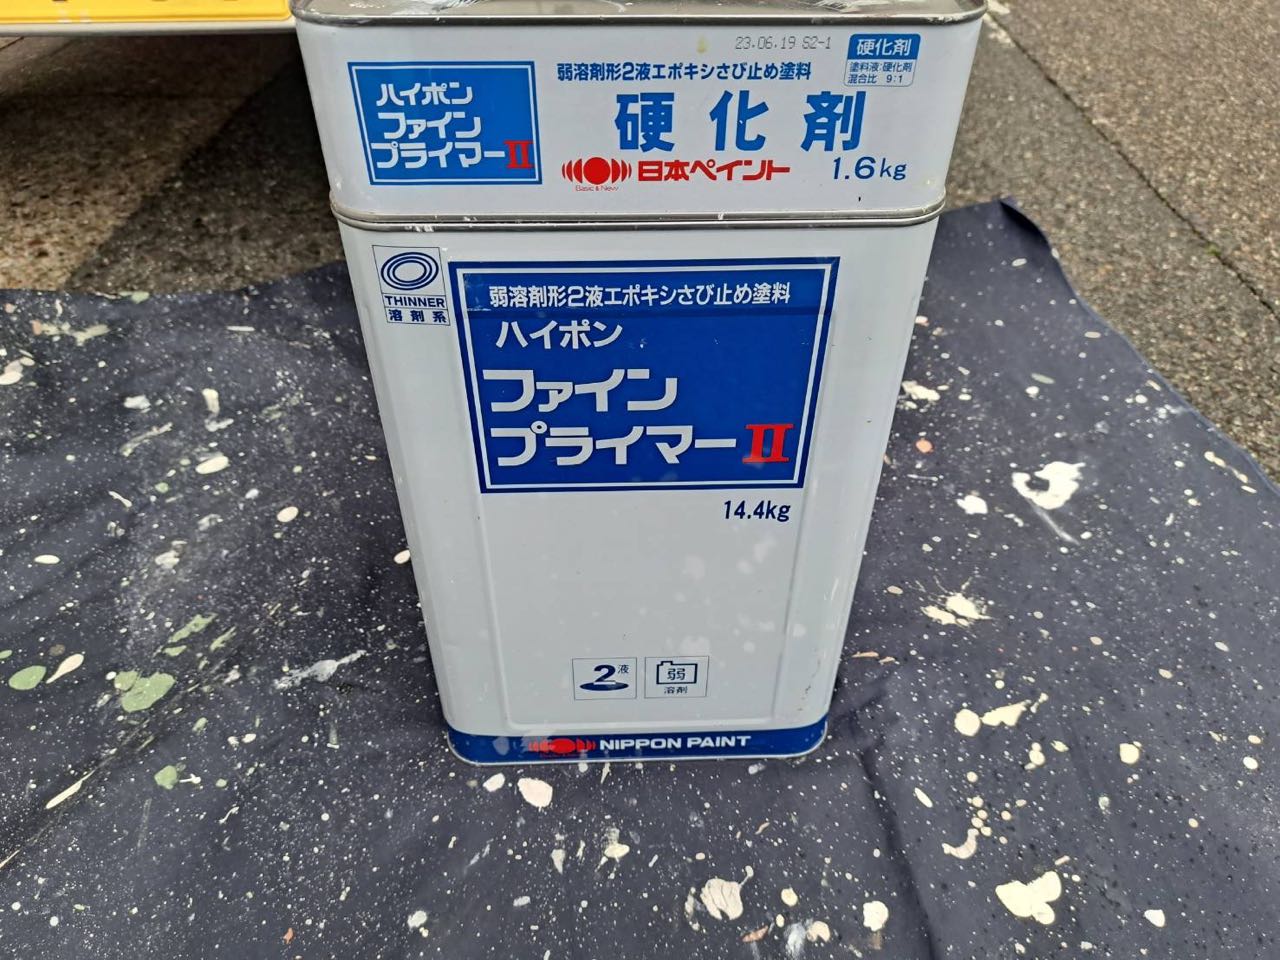 23.06.19 S2-1
硬化剤
塗料液:硬化剤
混合比 9:1
弱溶剤形2液エポキシさび止め塗料
ハイポン
ファイン
プライマーII
硬化剤
日本ペイント
Basic & New
1.6kg
THINNER
溶剤系
弱溶剤形2液エポキシさび止め塗料
ハイポン
ファイン
プライマーII
14.4kg
2液
弱
溶剤
NIPPON PAINT
Basic & New